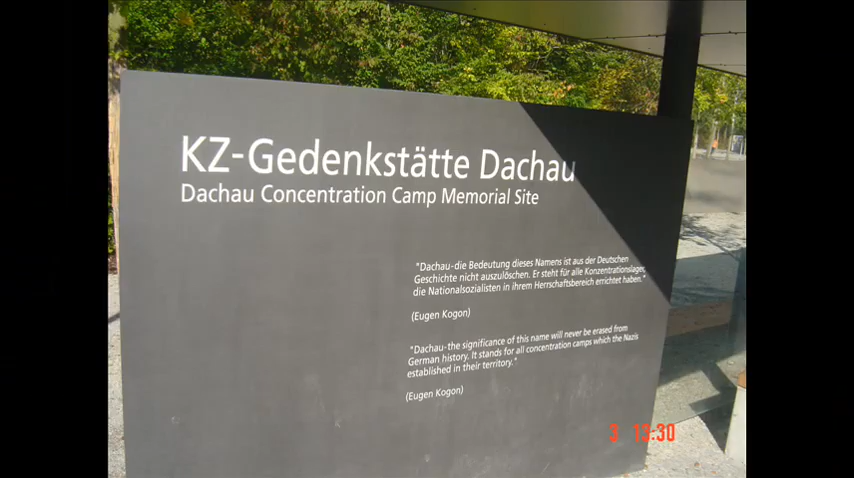 KZ-Gedenkstätte Dachau
Dachau Concentration Camp Memorial Site
"Dachau-die Bedeutung dieses Namens ist aus der Deutschen
Geschichte nicht auszulöschen. Er steht für alle Konzentrationslager,
die Nationalsozialisten in ihrem Herrschaftsbereich errichtet haben."
(Eugen Kogon)
"Dachau-the significance of this name will never be erased from
German history. It stands for all concentration camps which the Nazis
established in their territory."
(Eugen Kogon)
3 13:30